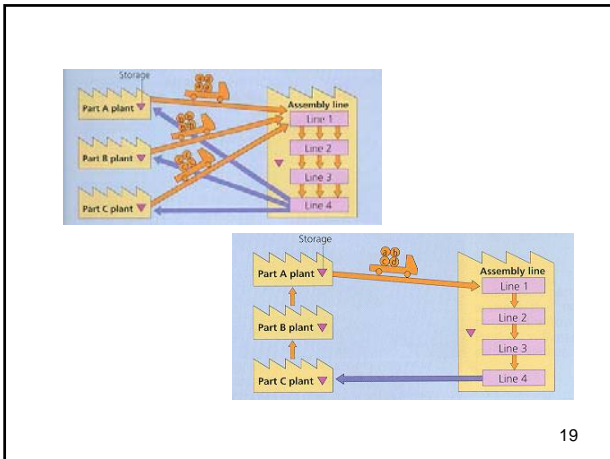 Storage
Part A plant
Part B plant
Part C plant
Assembly line
Line 1
Line 2
Line 3
Line 4
Storage
a b
c d
Part A plant
Part B plant
Part C plant
Assembly line
Line 1
Line 2
Line 3
Line 4
19